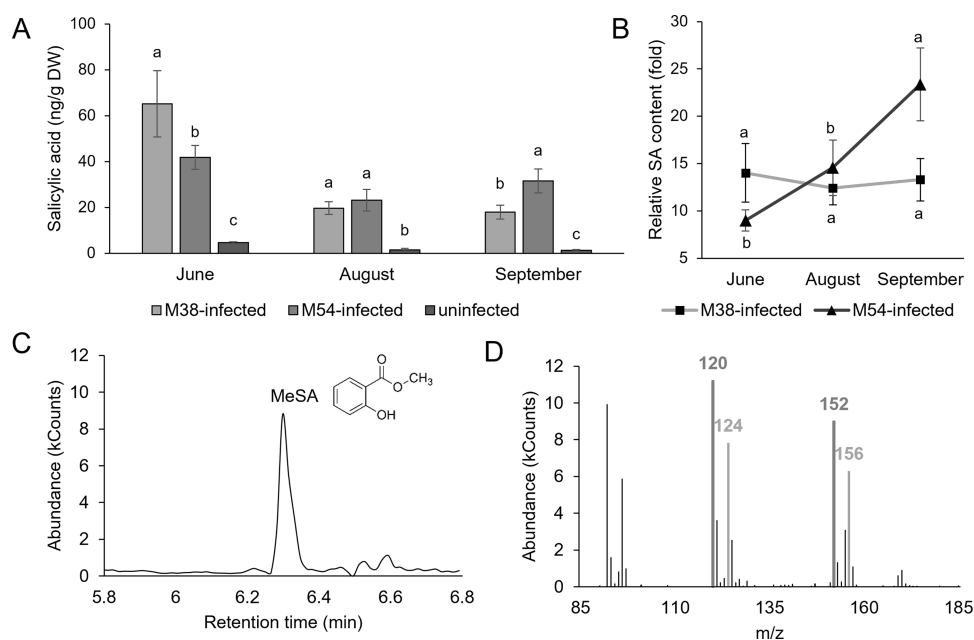 A
Salicylic acid (ng/g DW)
100
80
60
40
20
0
a
b
c
a
a
b
b
a
c
June
August
September
M38-infected
M54-infected
uninfected
B
Relative SA content (fold)
30
25
20
15
10
5
a
b
b
a
a
a
June
August
September
M38-infected
M54-infected
C
Abundance (kCounts)
12
10
8
6
4
2
0
MeSA
O
O
CH3
OH
5.8
6
6.2
6.4
6.6
6.8
Retention time (min)
D
Abundance (kCounts)
12
10
8
6
4
2
0
120
124
152
156
85
110
135
160
185
m/z